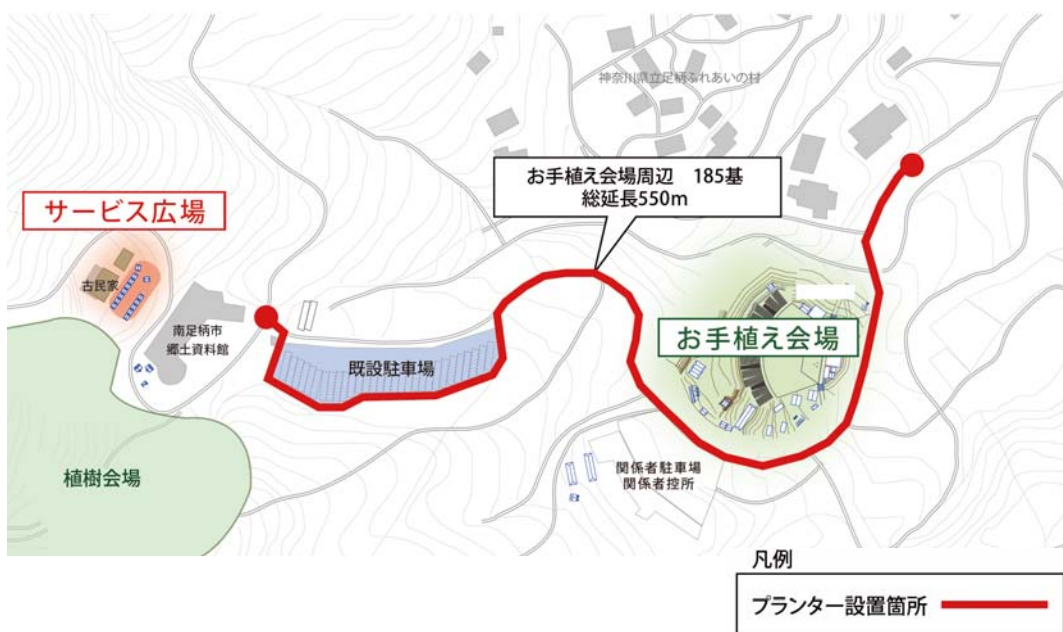 神奈川県立足柄ふれあいの村
お手植え会場周辺　185基
総延長550m
サービス広場
古民家
南足柄市
郷土資料館
既設駐車場
お手植え会場
植樹会場
関係者駐車場
関係者控所
凡例
プランター設置箇所